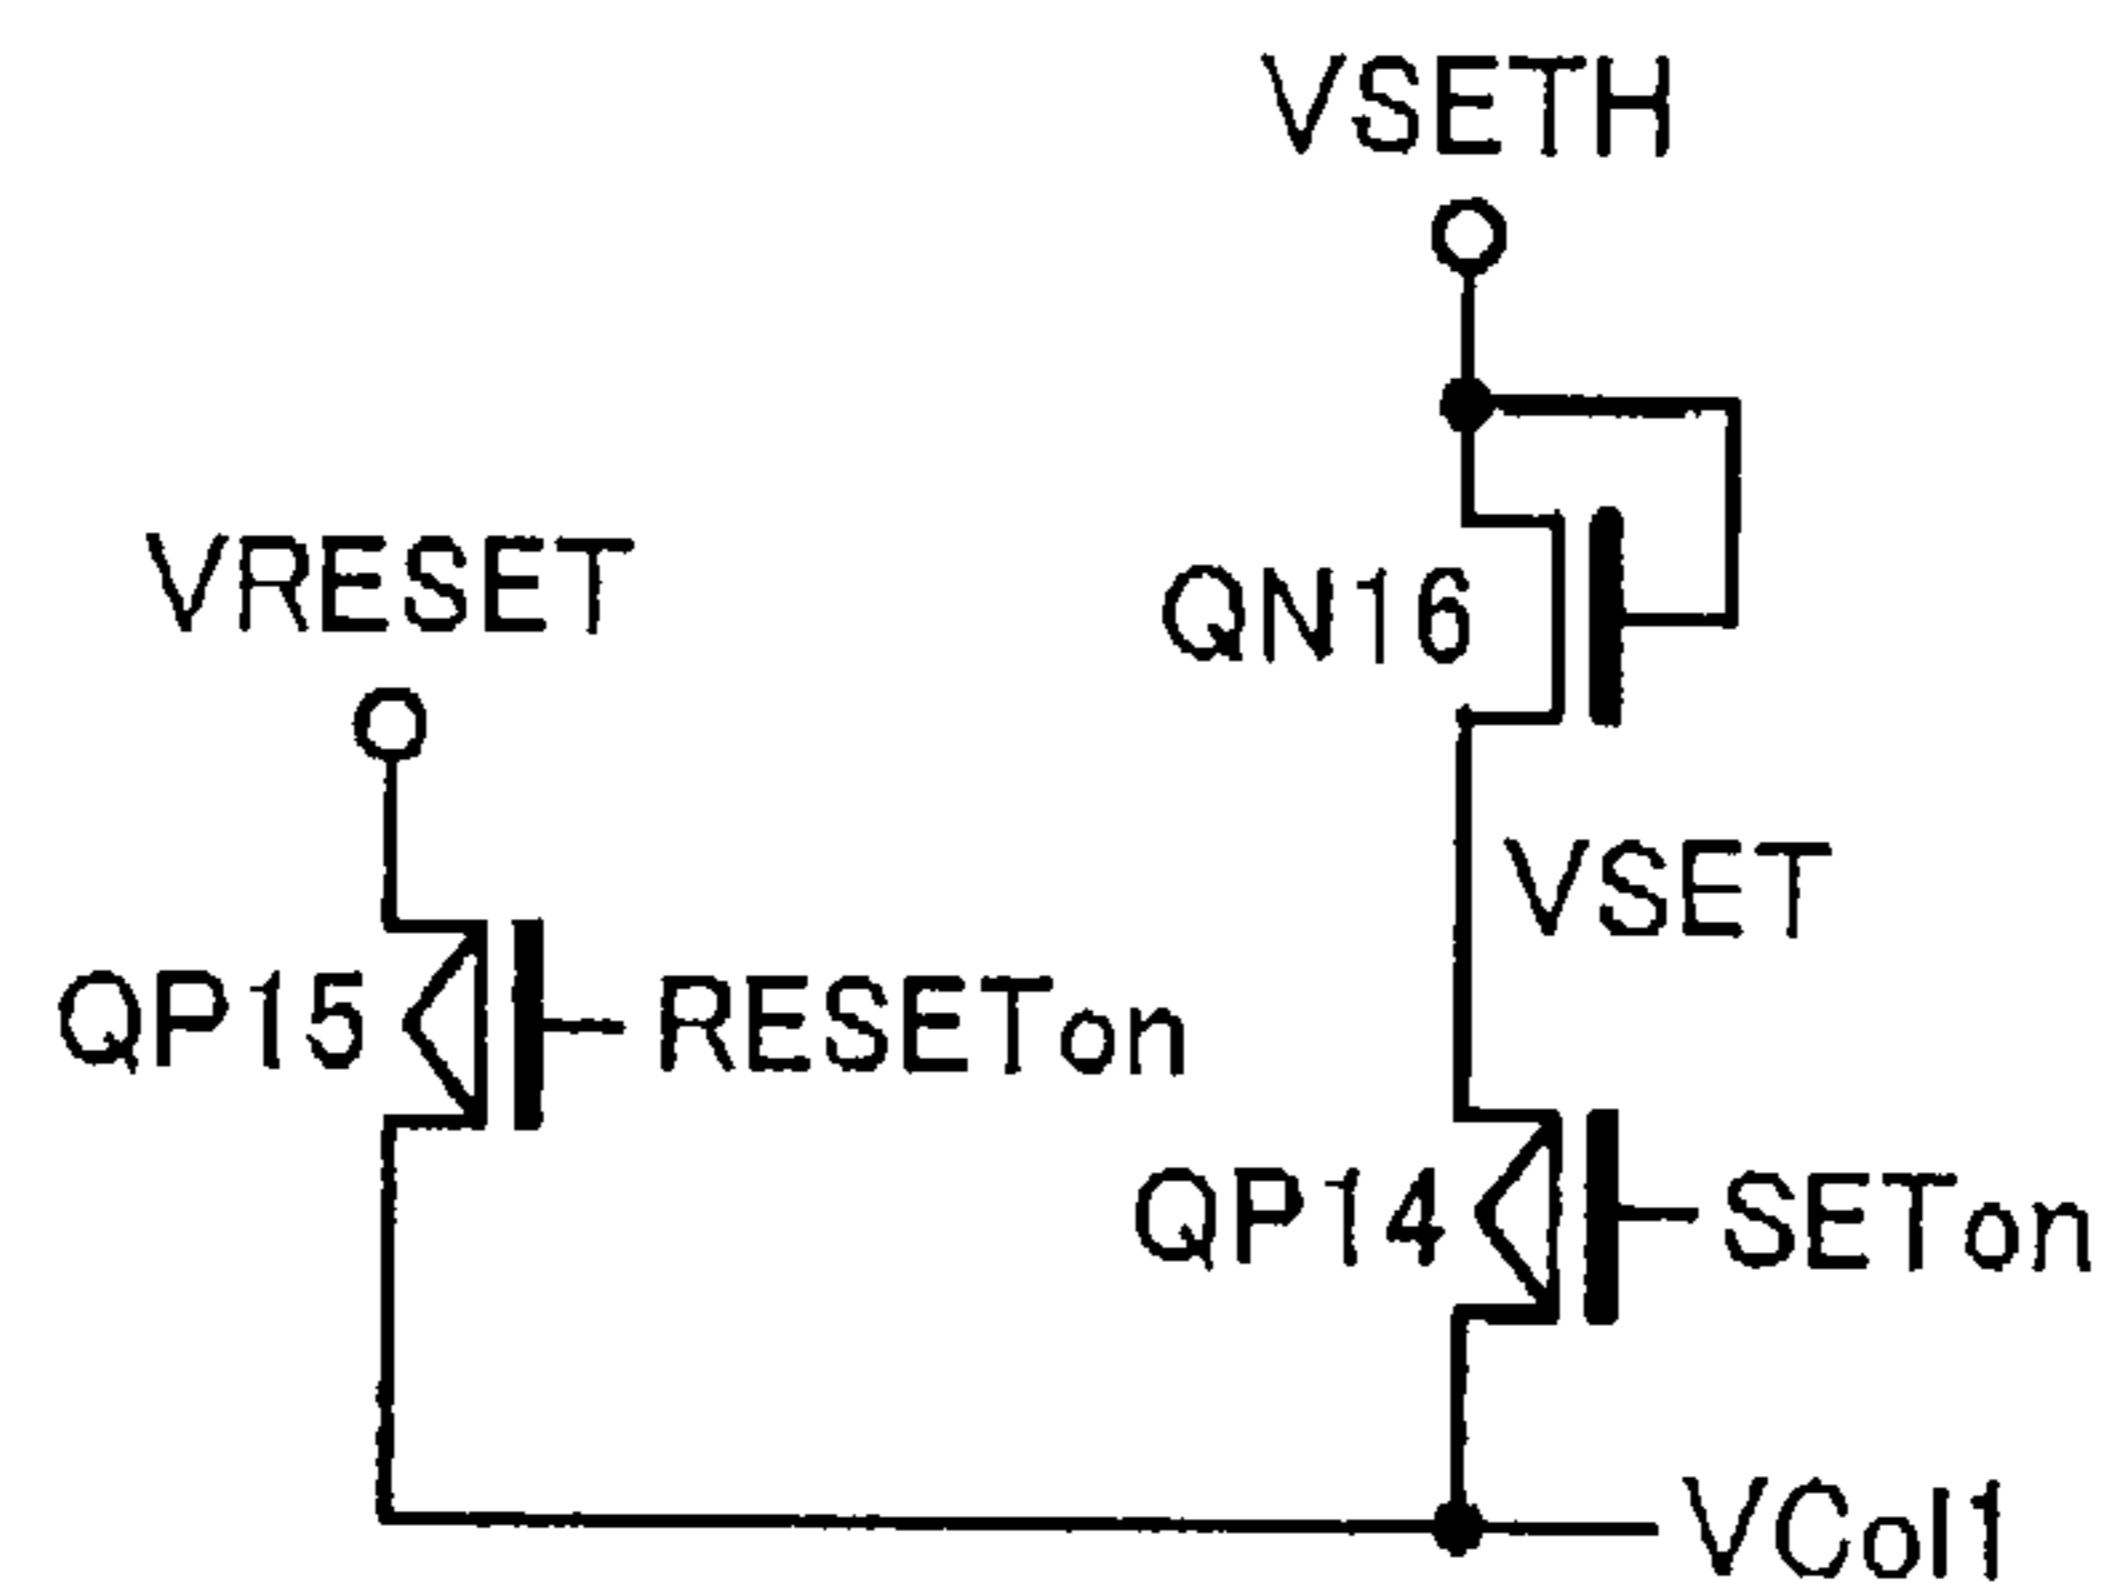 VSETH
VRESET
QN16
VSET
QP15
RESETon
QP14
SETon
VCol1